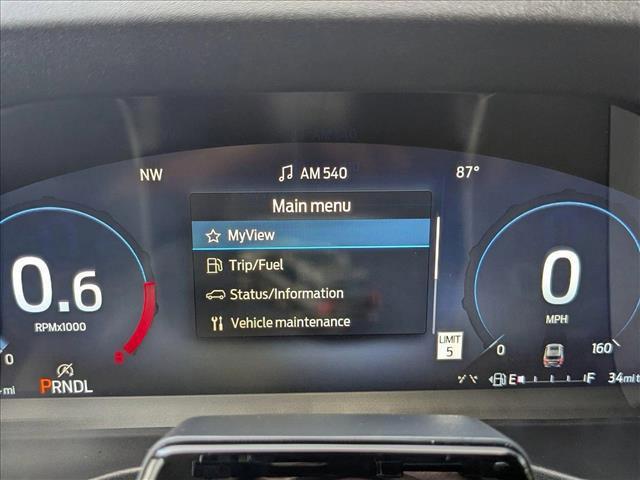 NW
AM 540
87°
Main menu
MyView
Trip/Fuel
Status/Information
Vehicle maintenance
0.6
RPMx1000
0
mi
PRNDL
0
MPH
LIMIT
5
0
160
E
F
34mi